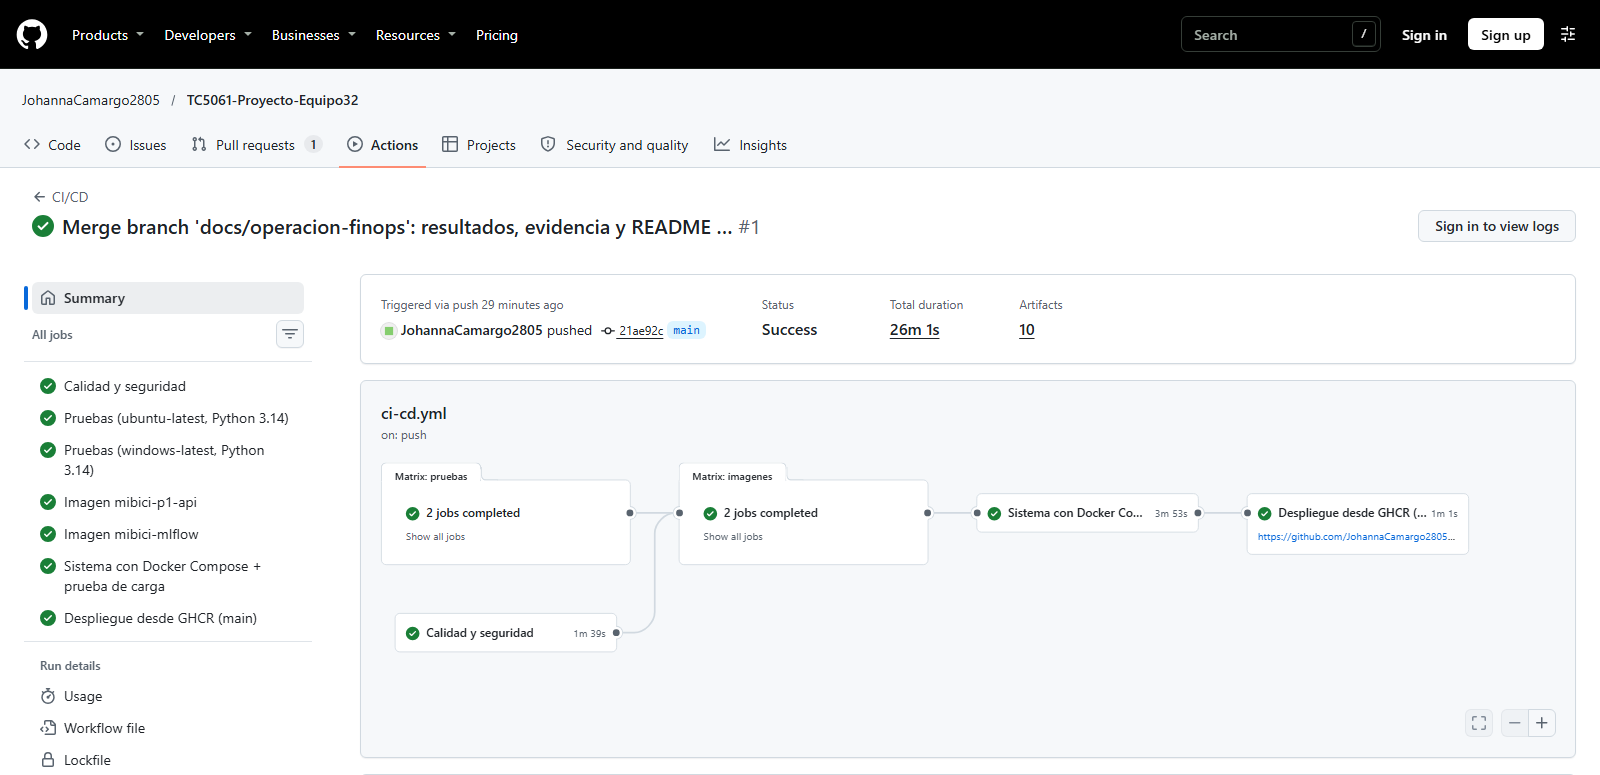 Products Developers Businesses Resources Pricing Search / Sign in Sign up
JohannaCamargo2805 / TC5061-Proyecto-Equipo32
Code Issues Pull requests 1 Actions Projects Security and quality Insights
CI/CD
Merge branch 'docs/operacion-finops': resultados, evidencia y README ... #1
Sign in to view logs
Summary
All jobs
Calidad y seguridad
Pruebas (ubuntu-latest, Python 3.14)
Pruebas (windows-latest, Python
3.14)
Imagen mibici-p1-api
Imagen mibici-mlflow
Sistema con Docker Compose +
prueba de carga
Despliegue desde GHCR (main)
Run details
Usage
Workflow file
Lockfile
Triggered via push 29 minutes ago
JohannaCamargo2805 pushed 21ae92c main
Status
Success
Total duration
26m 1s
Artifacts
10
ci-cd.yml
on: push
Matrix: pruebas
2 jobs completed
Show all jobs
Matrix: imagenes
2 jobs completed
Show all jobs
Sistema con Docker Co... 3m 53s
Despliegue desde GHCR (... 1m 1s
https://github.com/JohannaCamargo2805...
Calidad y seguridad 1m 39s